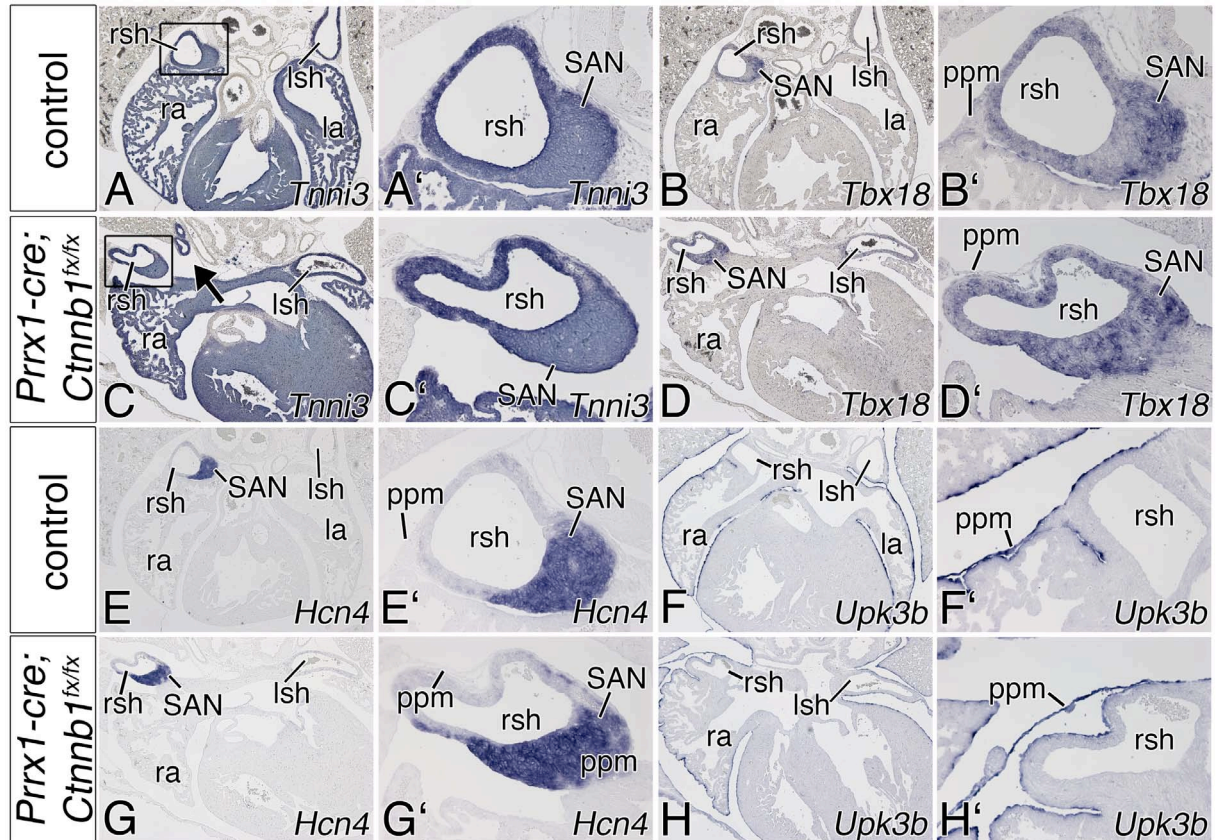 control
rsh
lsh
ra
la
A
Tnni3
SAN
rsh
A'
Tnni3
rsh
lsh
SAN
ra
la
B
Tbx18
SAN
ppm
rsh
B'
Tbx18
Prrx1-cre;
Ctnnb1fx/fx
rsh
lsh
ra
C
Tnni3
rsh
SAN
C'
Tnni3
rsh
SAN
lsh
ra
D
Tbx18
ppm
SAN
rsh
D'
Tbx18
control
rsh
SAN
lsh
ra
la
E
Hcn4
ppm
SAN
rsh
E'
Hcn4
rsh
lsh
ra
la
F
Upk3b
ppm
rsh
F'
Upk3b
Prrx1-cre;
Ctnnb1fx/fx
rsh
SAN
lsh
ra
G
Hcn4
ppm
SAN
rsh
ppm
G'
Hcn4
rsh
lsh
ra
H
Upk3b
ppm
rsh
H'
Upk3b